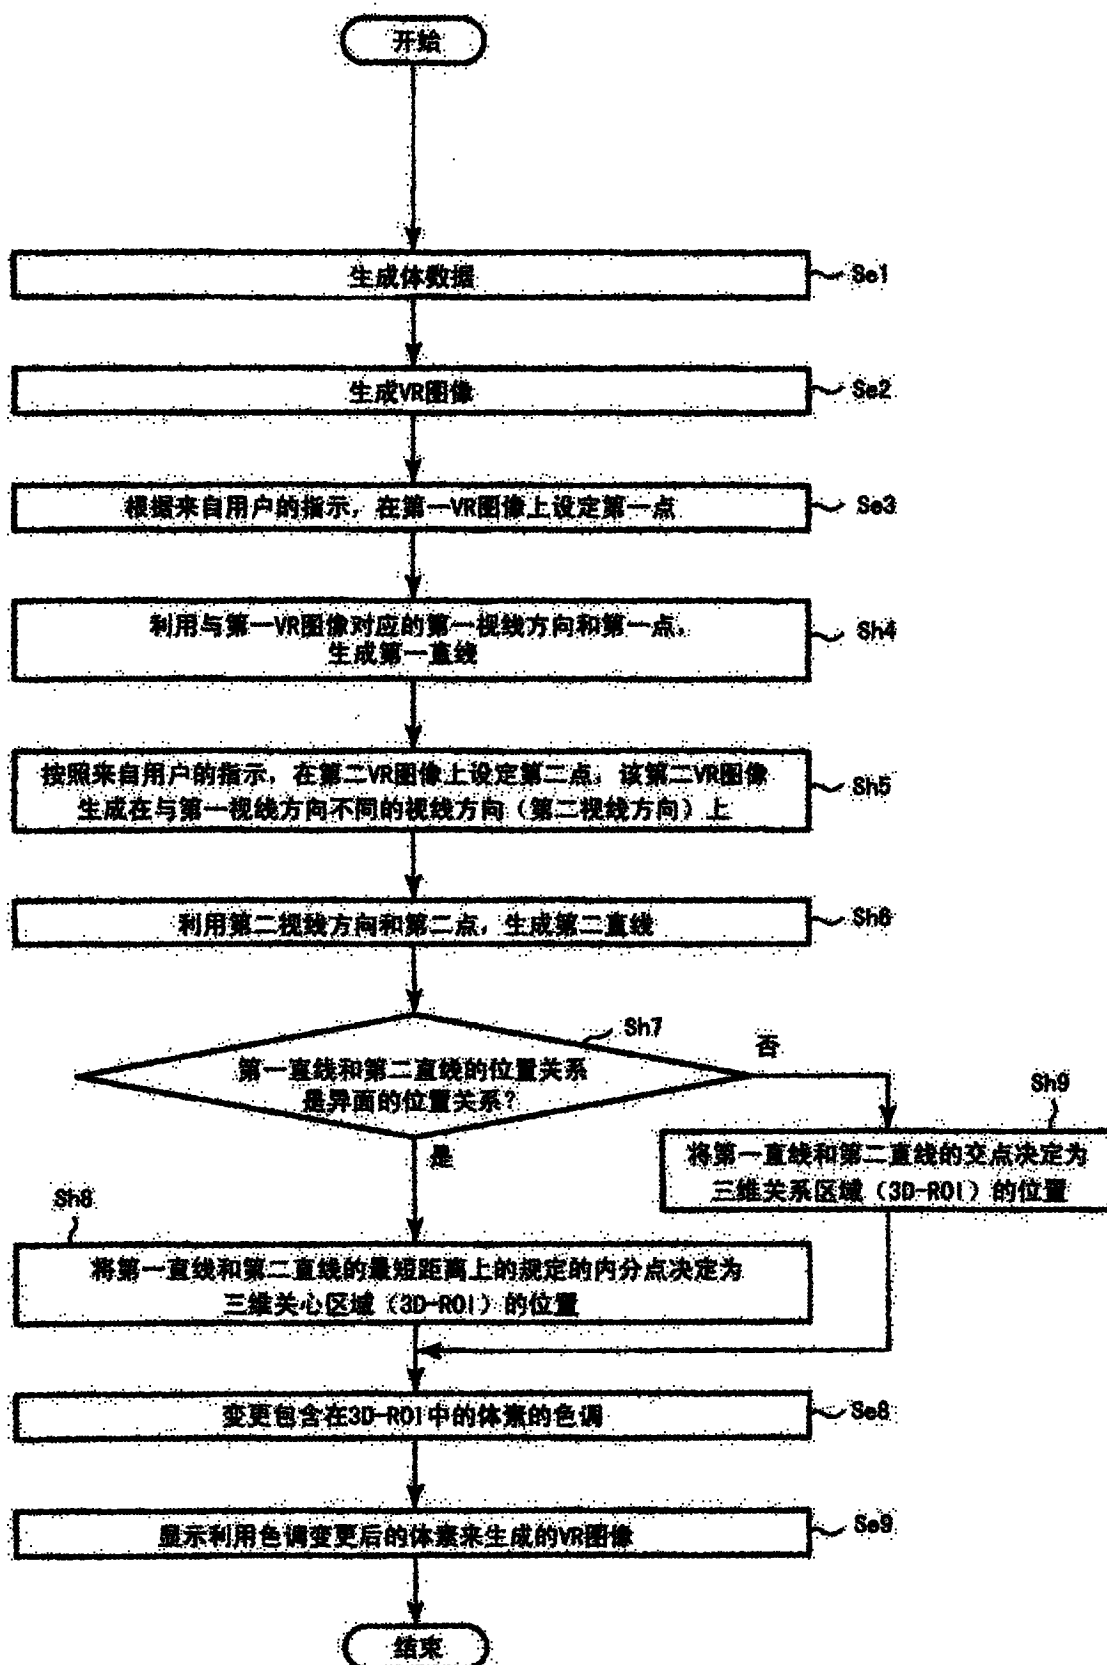 开始
生成体数据
Se1
生成VR图像
Se2
根据来自用户的指示，在第一VR图像上设定第一点
Se3
利用与第一VR图像对应的第一视线方向和第一点，
生成第一直线
Sh4
按照来自用户的指示，在第二VR图像上设定第二点，该第二VR图像
生成在与第一视线方向不同的视线方向（第二视线方向）上
Sh5
利用第二视线方向和第二点，生成第二直线
Sh6
Sh7
第一直线和第二直线的位置关系
是异面的位置关系？
否
是
Sh9
将第一直线和第二直线的交点决定为
三维关系区域（3D-ROI）的位置
Sh8
将第一直线和第二直线的最短距离上的规定的内分点决定为
三维关心区域（3D-ROI）的位置
变更包含在3D-ROI中的体素的色调
Se8
显示利用色调变更后的体素来生成的VR图像
Se9
结束